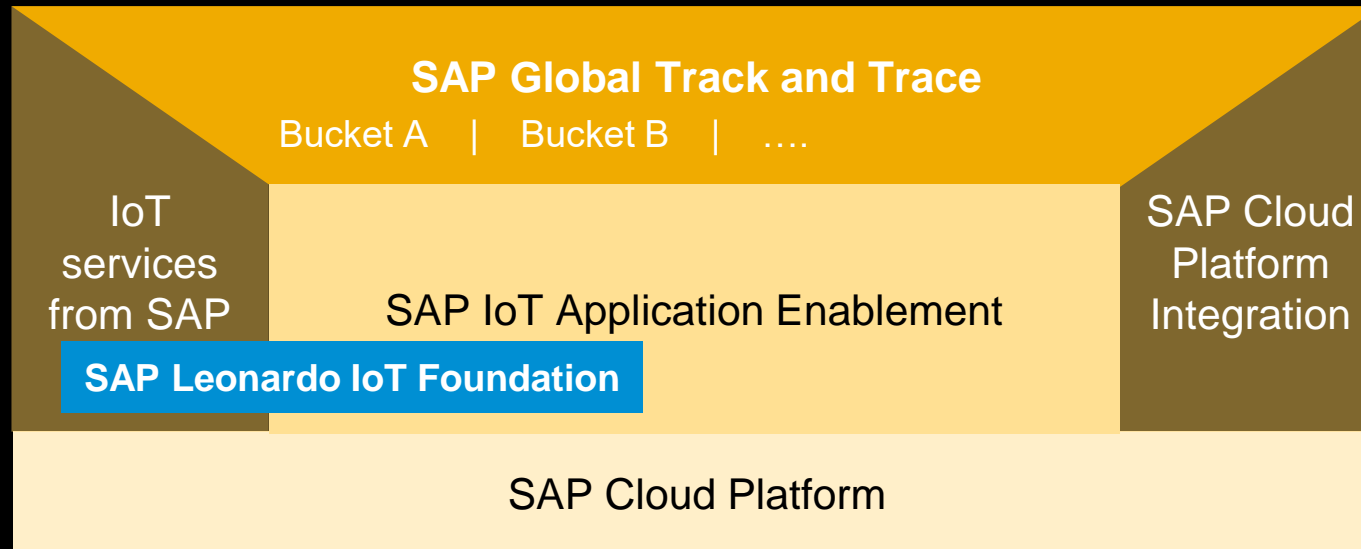 SAP Global Track and Trace
Bucket A | Bucket B | ....
IoT
services
from SAP
SAP IoT Application Enablement
SAP Cloud
Platform
Integration
SAP Leonardo IoT Foundation
SAP Cloud Platform